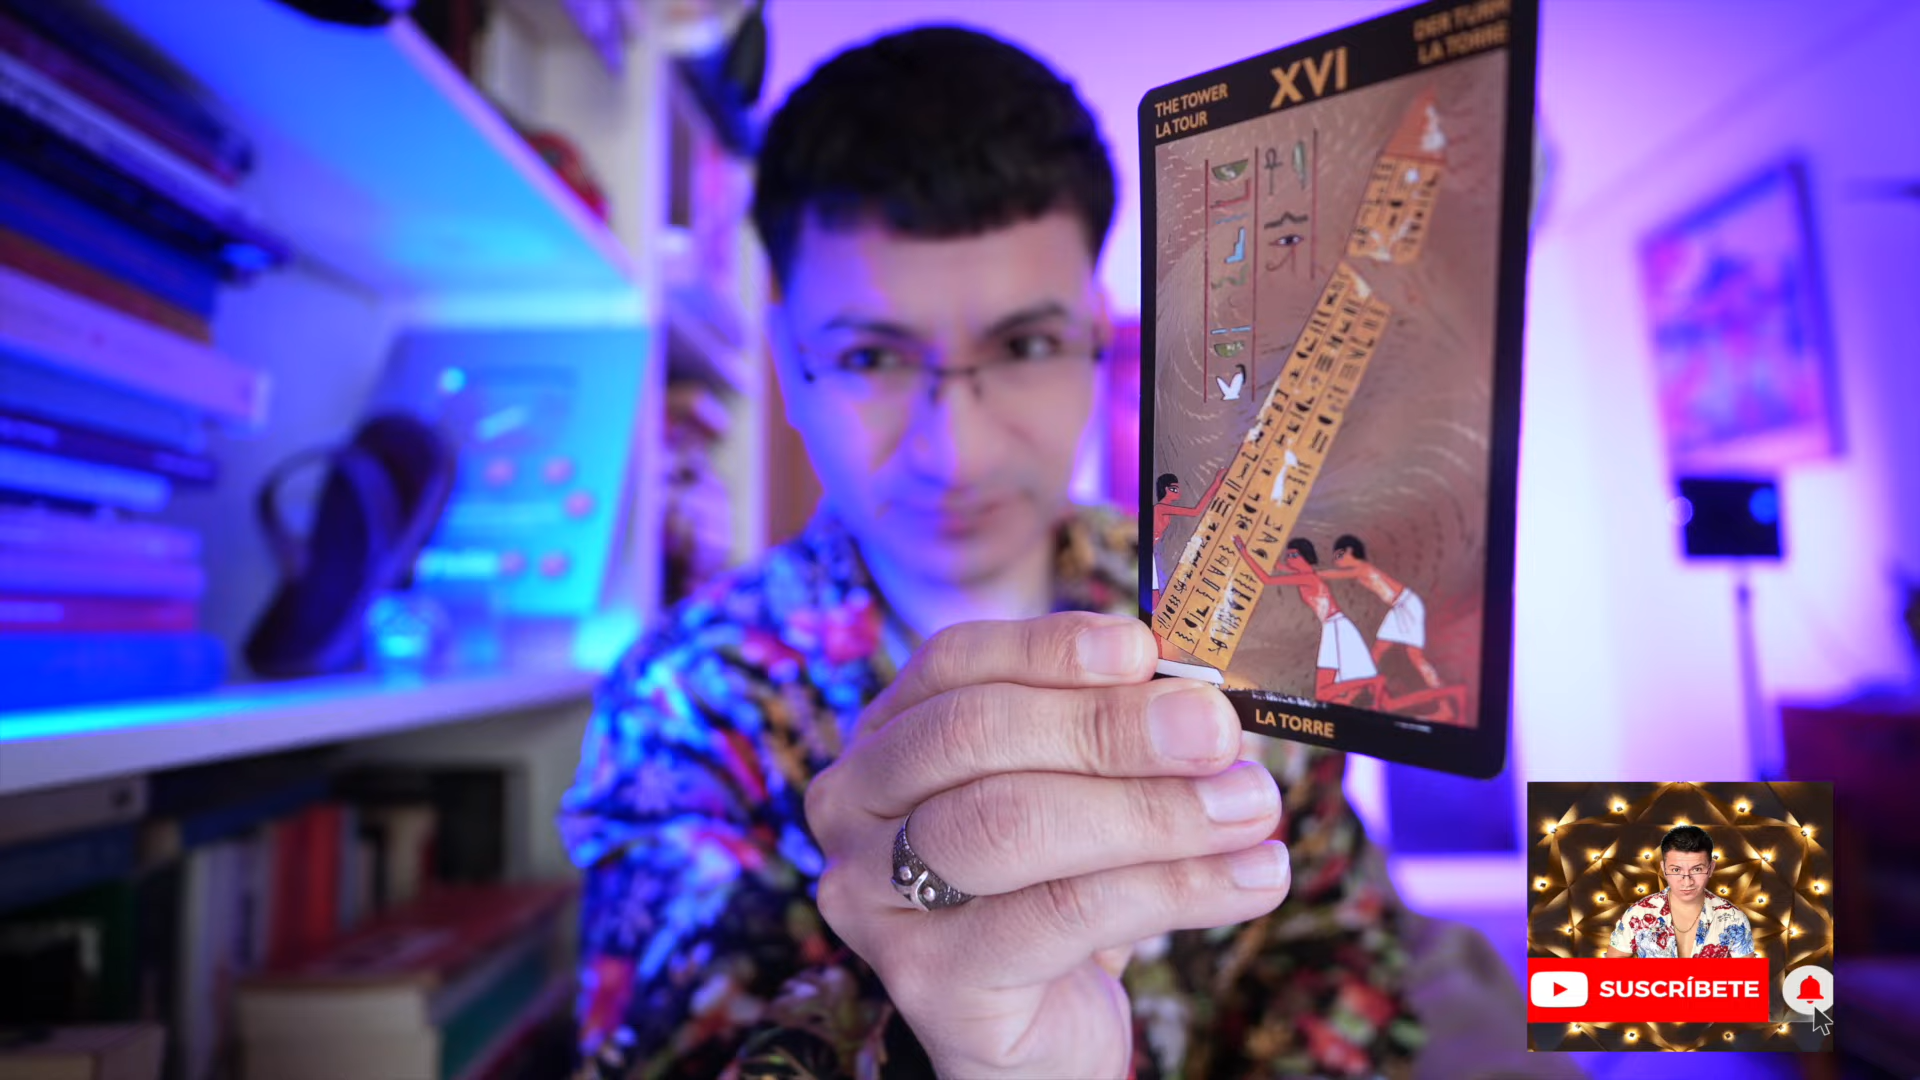 THE TOWER
LA TOUR
XVI
DER TURM
LA TORRE
LA TORRE
SUSCRÍBETE